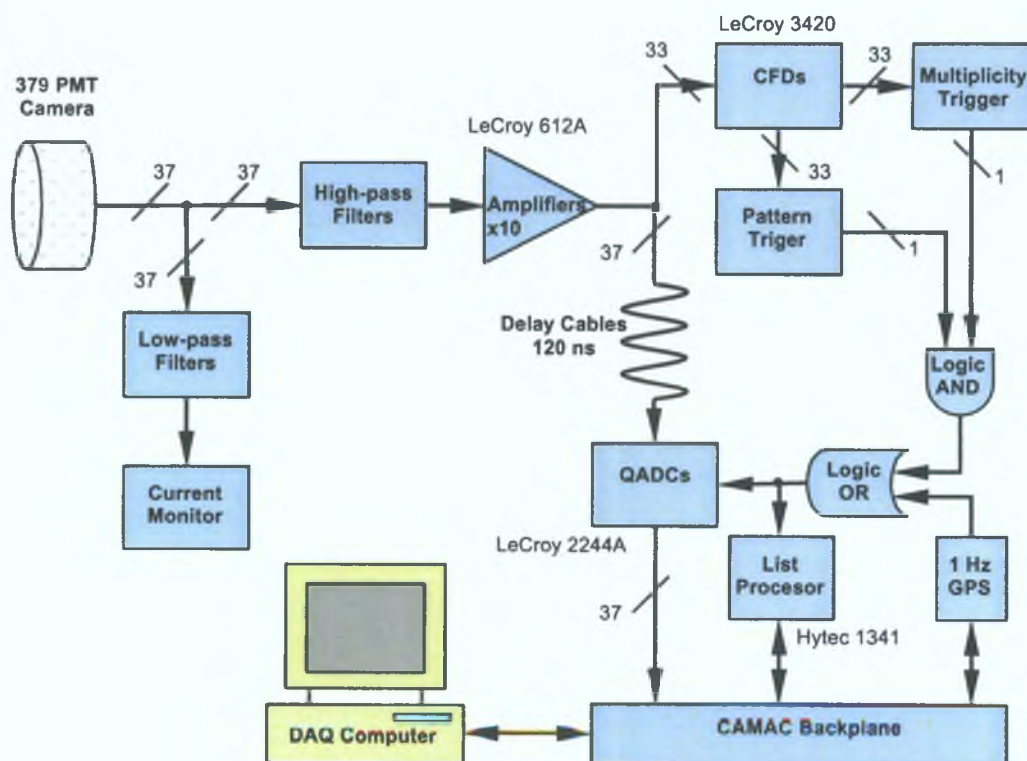 LeCroy 3420
379 PMT
Camera
33
CFDs
33
Multiplicity
Trigger
LeCroy 612A
37
37
High-pass
Filters
Amplifiers
x10
33
1
Pattern
Triger
37
1
37
Delay Cables
120 ns
Low-pass
Filters
Logic
AND
QADCs
Logic
OR
Current
Monitor
LeCroy 2244A
List
Procesor
1 Hz
GPS
37
Hytec 1341
DAQ Computer
CAMAC Backplane